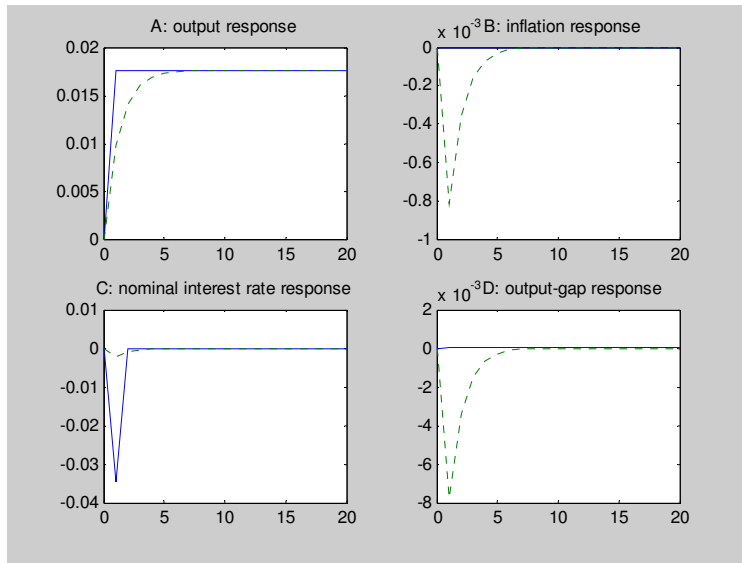 A: output response
0.02
0.015
0.01
0.005
0
0 5 10 15 20
x 10-3 B: inflation response
0
-0.2
-0.4
-0.6
-0.8
-1
0 5 10 15 20
C: nominal interest rate response
0.01
0
-0.01
-0.02
-0.03
-0.04
0 5 10 15 20
x 10-3 D: output-gap response
2
0
-2
-4
-6
-8
0 5 10 15 20